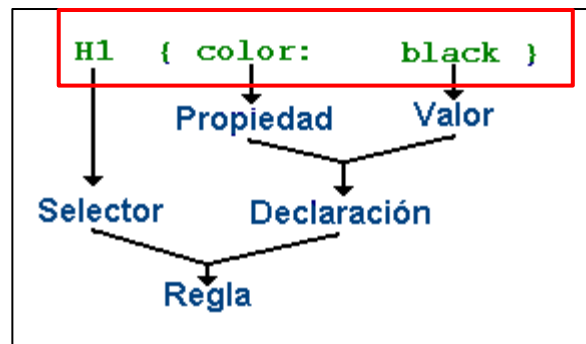 H1 { color: black }
Propiedad Valor
Selector Declaración
Regla